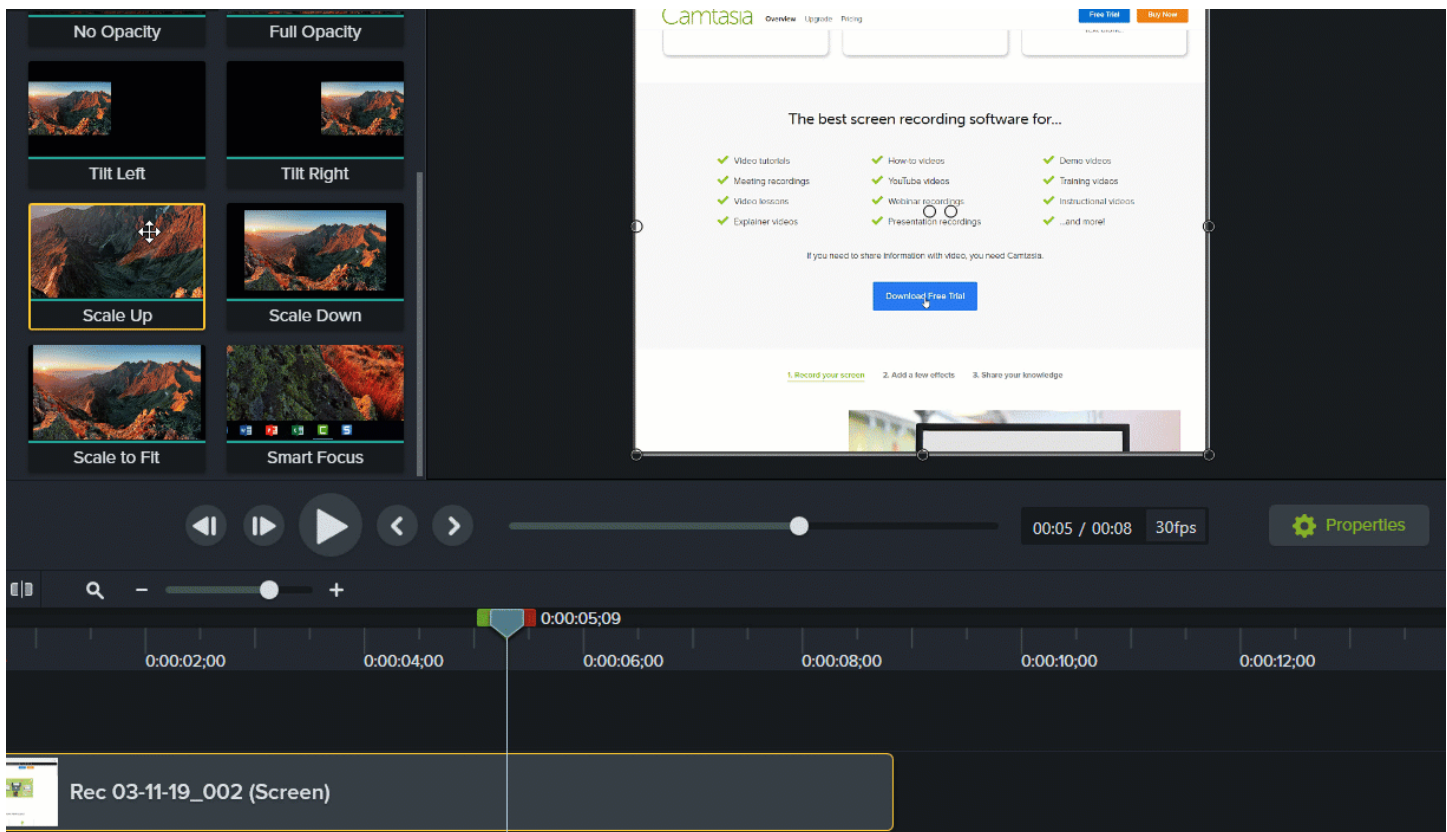 No Opacity
Full Opacity
Tilt Left
Tilt Right
Scale Up
Scale Down
Scale to Fit
Smart Focus
Camtasia Overview Upgrade Pricing Free Trial Buy Now
The best screen recording software for...
Video tutorials How-to videos Demo videos
Meeting recordings YouTube videos Training videos
Video lessons Webinar recordings Instructional videos
Explainer videos Presentation recordings ...and more!
If you need to share information with video, you need Camtasia.
Download Free Trial
1. Record your screen 2. Add a few effects 3. Share your knowledge
00:05 / 00:08 30fps
Properties
0:00:05;09
0:00:02;00 0:00:04;00 0:00:06;00 0:00:08;00 0:00:10;00 0:00:12;00
Rec 03-11-19_002 (Screen)